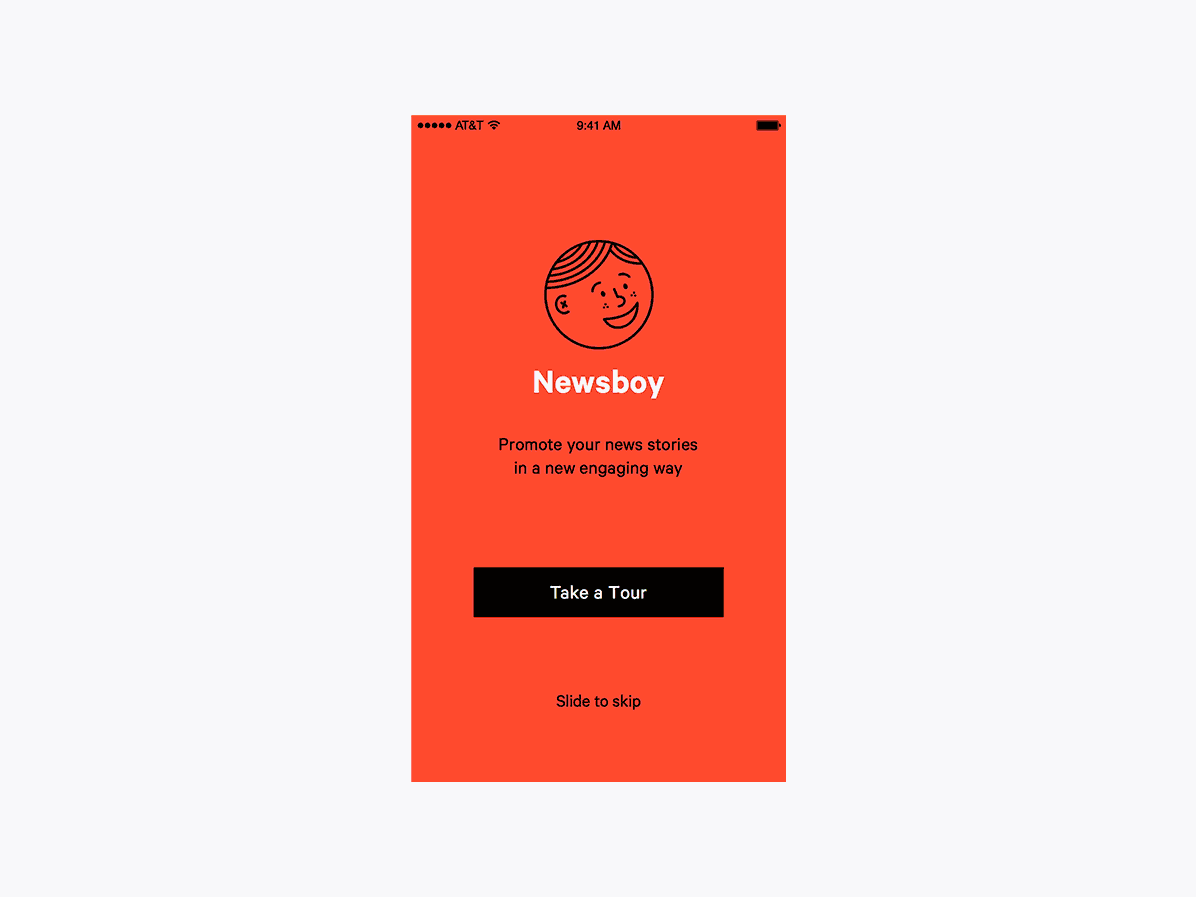 AT&T 9:41 AM
Newsboy
Promote your news stories
in a new engaging way
Take a Tour
Slide to skip